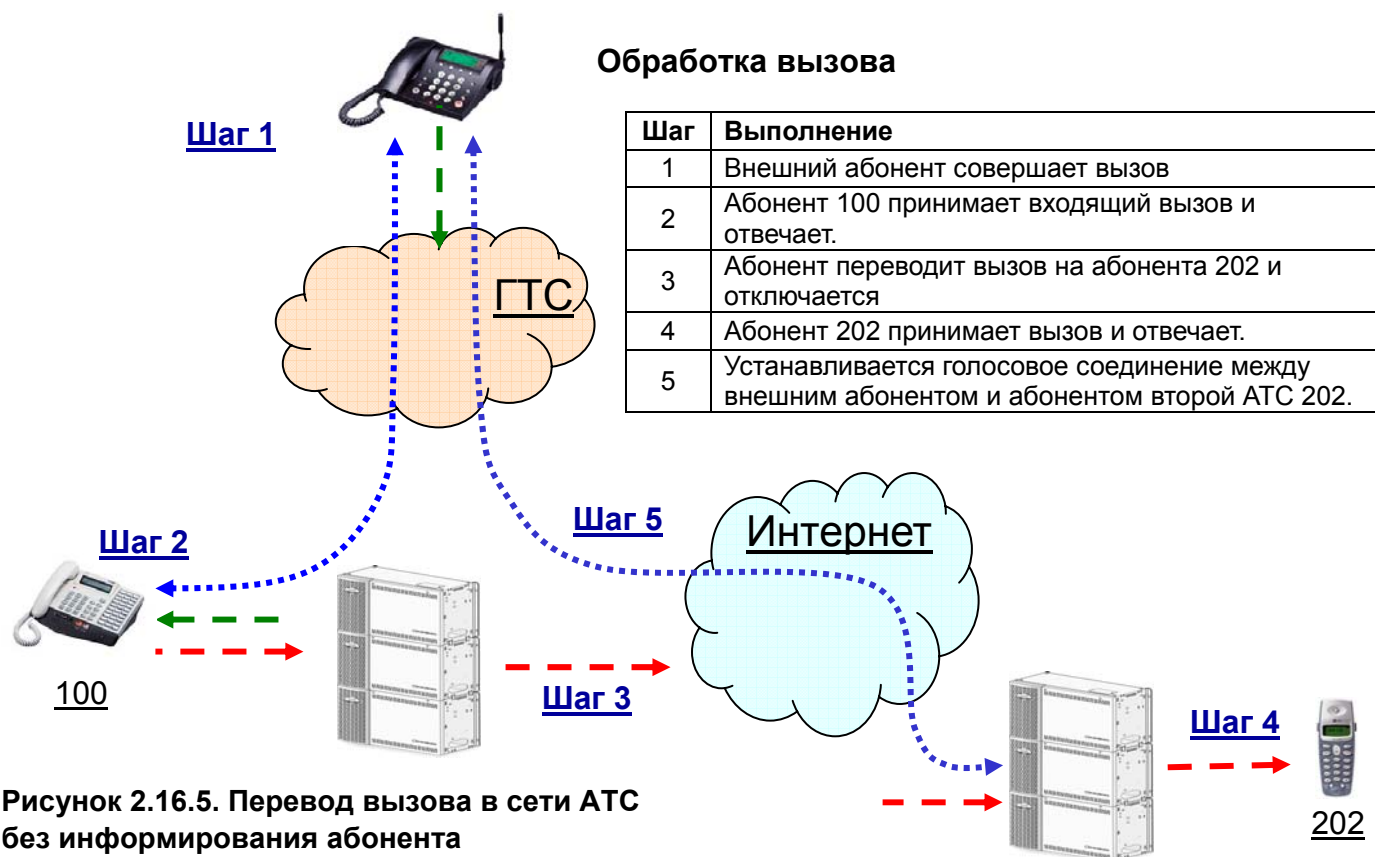 Обработка вызова
Шаг 1
Шаг Выполнение
1 Внешний абонент совершает вызов
2 Абонент 100 принимает входящий вызов и
отвечает.
3 Абонент переводит вызов на абонента 202 и
отключается
4 Абонент 202 принимает вызов и отвечает.
5 Устанавливается голосовое соединение между
внешним абонентом и абонентом второй АТС 202.
ГТС
Шаг 2
Шаг 5
Интернет
100
Шаг 3
Шаг 4
202
Рисунок 2.16.5. Перевод вызова в сети АТС
без информирования абонента